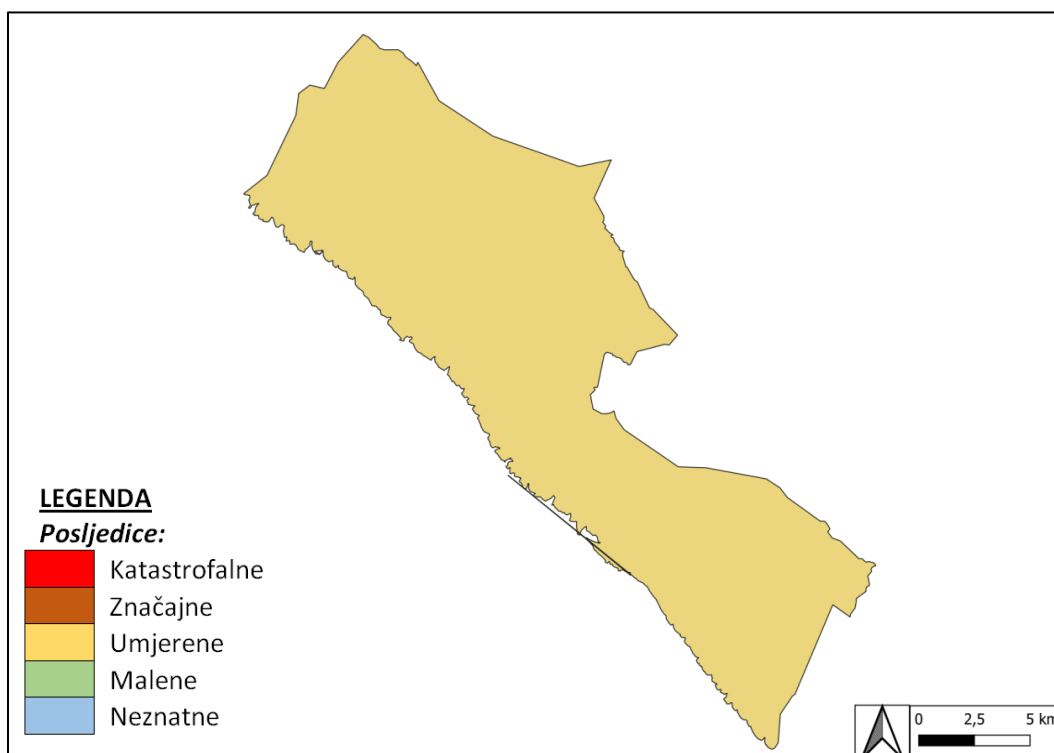 LEGENDA
Posljedice:
Katastrofalne
Značajne
Umjerene
Malene
Neznatne
0 2,5 5 km